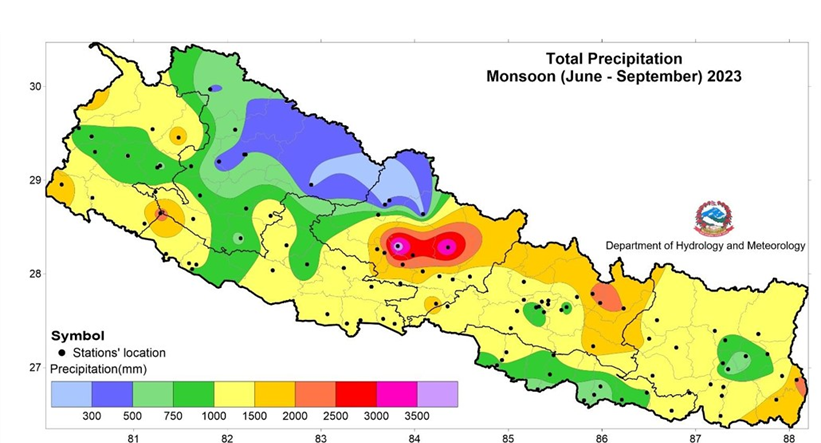 Total Precipitation
Monsoon (June - September) 2023
30
29
28
27
Department of Hydrology and Meteorology
Symbol
Stations' location
Precipitation(mm)
300 500 750 1000 1500 2000 2500 3000 3500
81 82 83 84 85 86 87 88